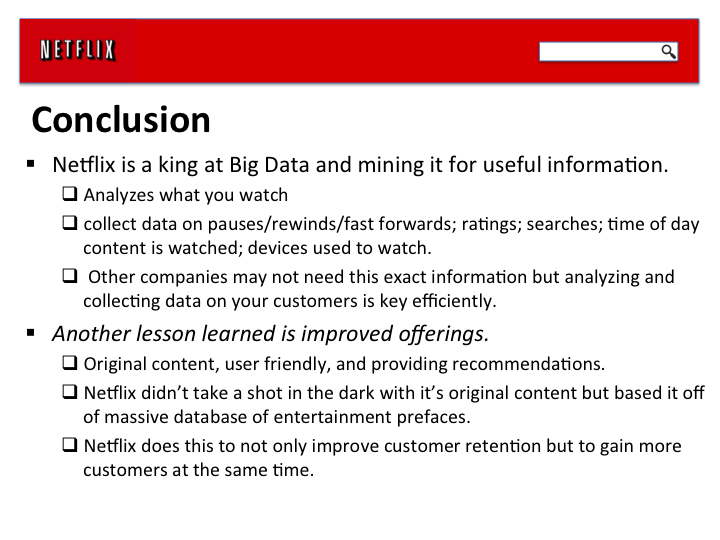 NETFLIX
Conclusion
▪ Netflix is a king at Big Data and mining it for useful information.
❑ Analyzes what you watch
❑ collect data on pauses/rewinds/fast forwards; ratings; searches; time of day
content is watched; devices used to watch.
❑ Other companies may not need this exact information but analyzing and
collecting data on your customers is key efficiently.
▪ Another lesson learned is improved offerings.
❑ Original content, user friendly, and providing recommendations.
❑ Netflix didn’t take a shot in the dark with it’s original content but based it off
of massive database of entertainment prefaces.
❑ Netflix does this to not only improve customer retention but to gain more
customers at the same time.